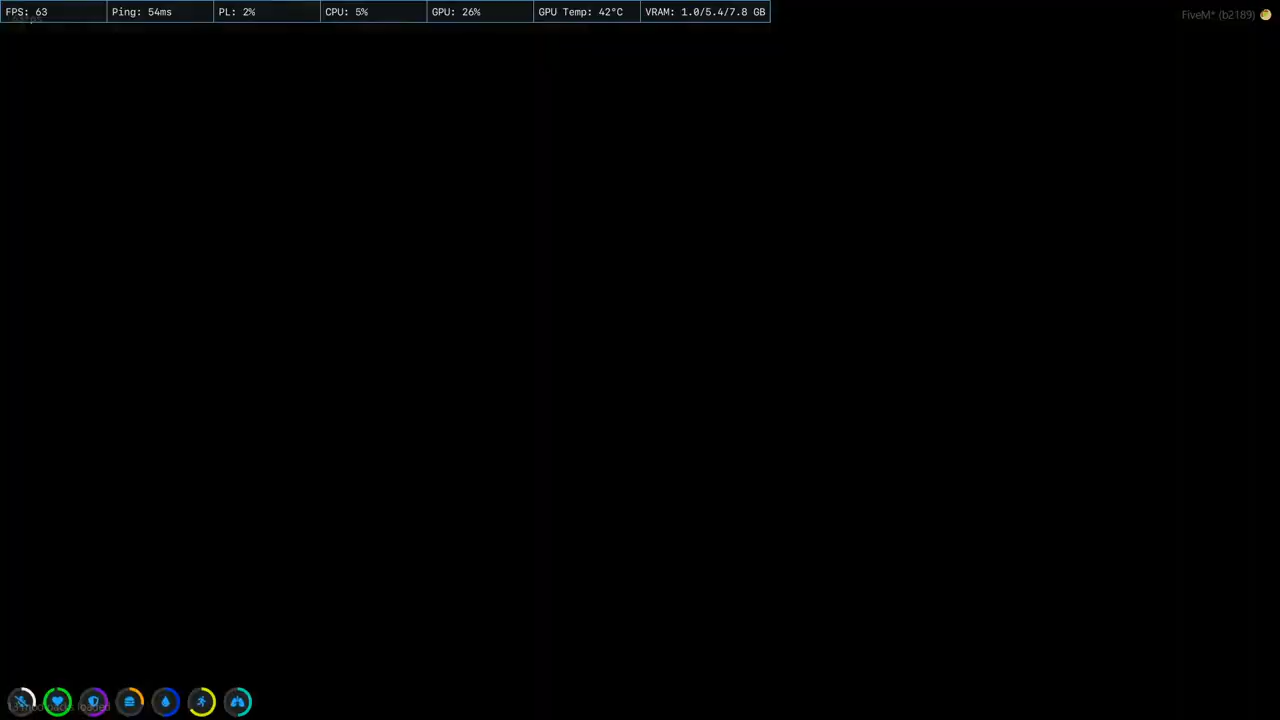 FPS: 63 Ping: 54ms PL: 2% CPU: 5% GPU: 26% GPU Temp: 42°C VRAM: 1.0/5.4/7.8 GB
FiveM* (b2189)
loaded